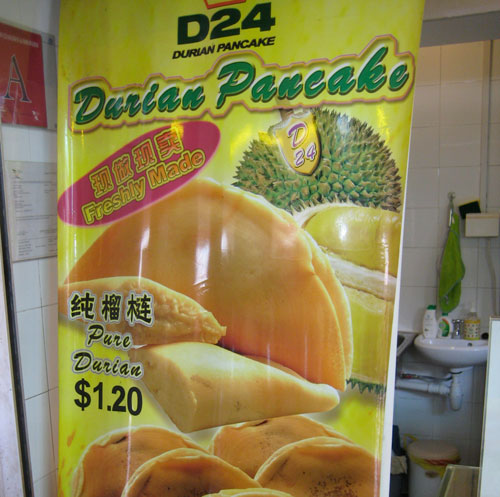 D24
DURIAN PANCAKE
Durian Pancake
D
24
现做现卖
Freshly Made
A
纯榴梿
Pure
Durian
$1.20